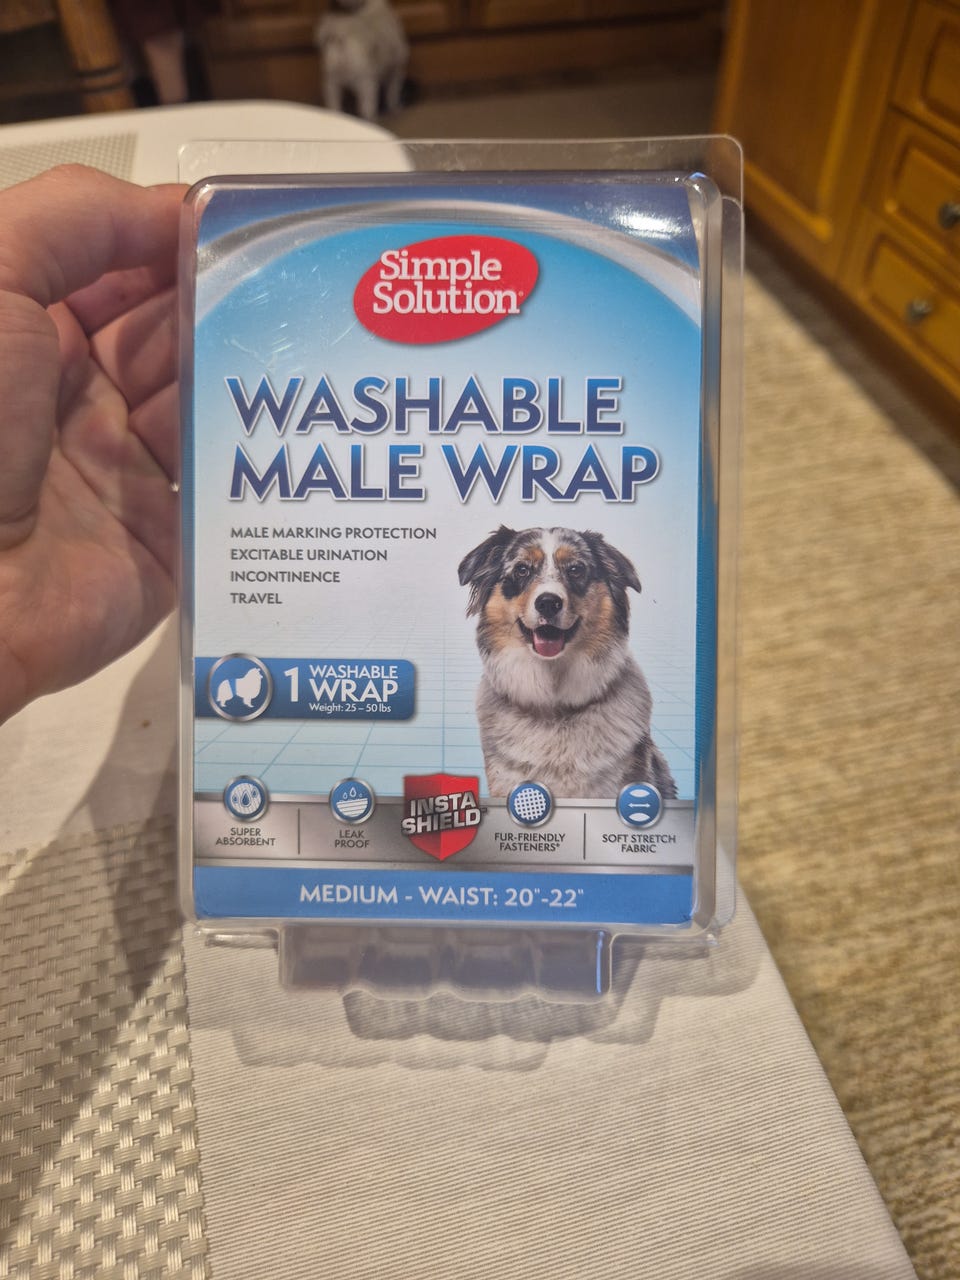 Simple
Solution®
WASHABLE
MALE WRAP
MALE MARKING PROTECTION
EXCITABLE URINATION
INCONTINENCE
TRAVEL
1 WASHABLE
WRAP
Weight: 25 – 50 lbs
INSTA
SHIELD™
SUPER
ABSORBENT
LEAK
PROOF
FUR-FRIENDLY
FASTENERS*
SOFT STRETCH
FABRIC
MEDIUM - WAIST: 20"-22"